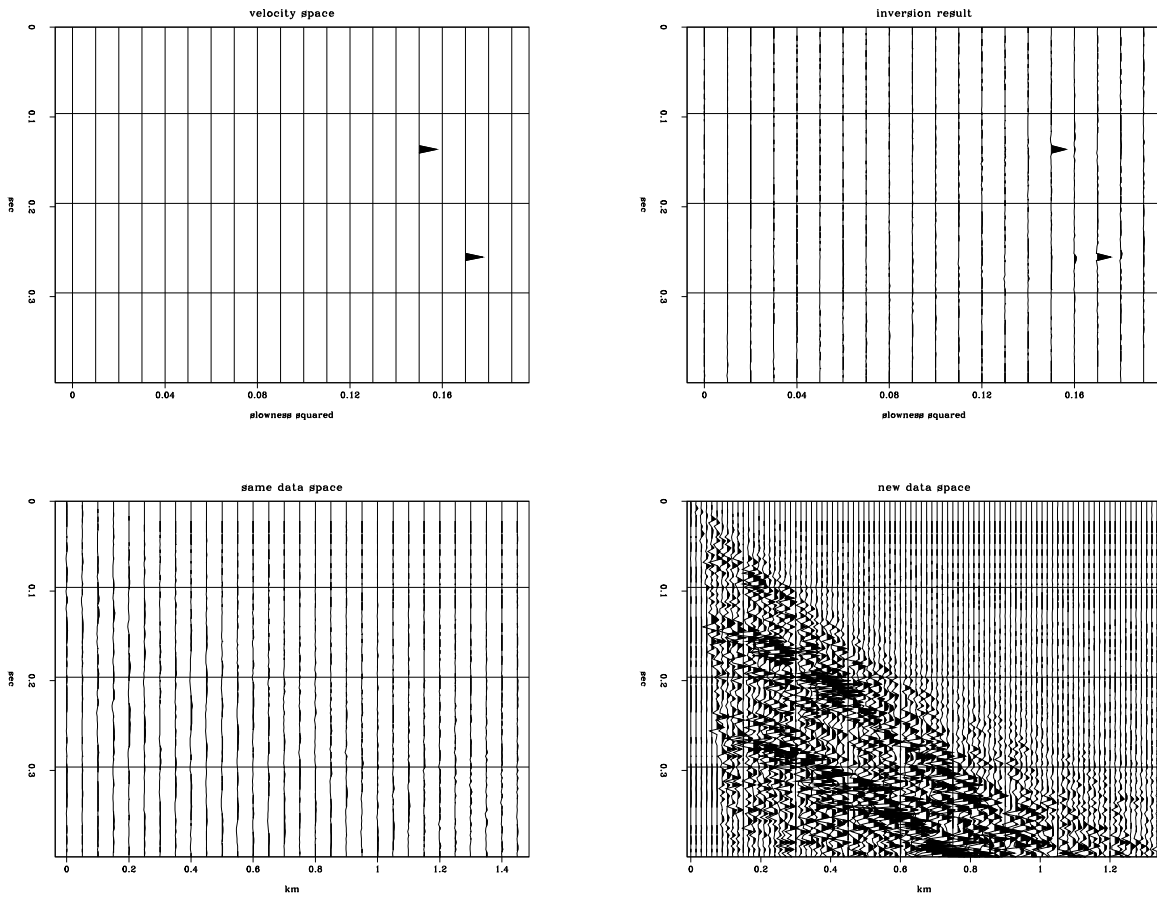 velocity space
0
0.1
0.2
0.3
sec
0 0.04 0.08 0.12 0.16
slowness squared
inversion result
0
0.1
0.2
0.3
sec
0 0.04 0.08 0.12 0.16
slowness squared
same data space
0
0.1
0.2
0.3
sec
0 0.2 0.4 0.6 0.8 1 1.2 1.4
km
new data space
0
0.1
0.2
0.3
sec
0 0.2 0.4 0.6 0.8 1 1.2
km